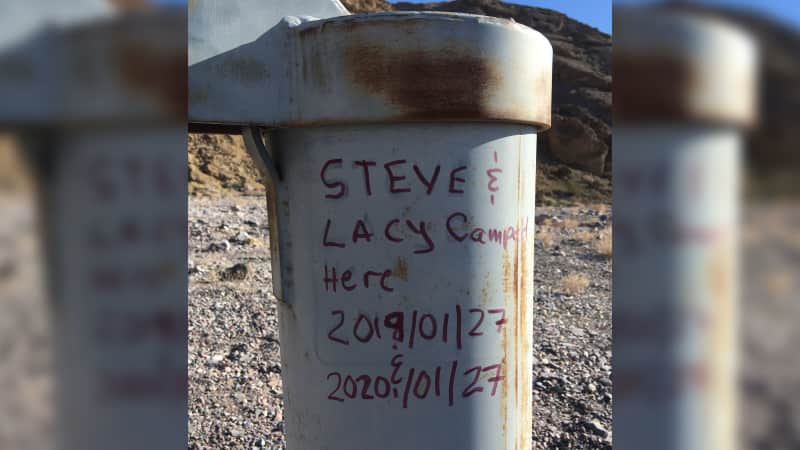 STEVE &
LACY Camped
Here
2019/01/27
&
2020/01/27